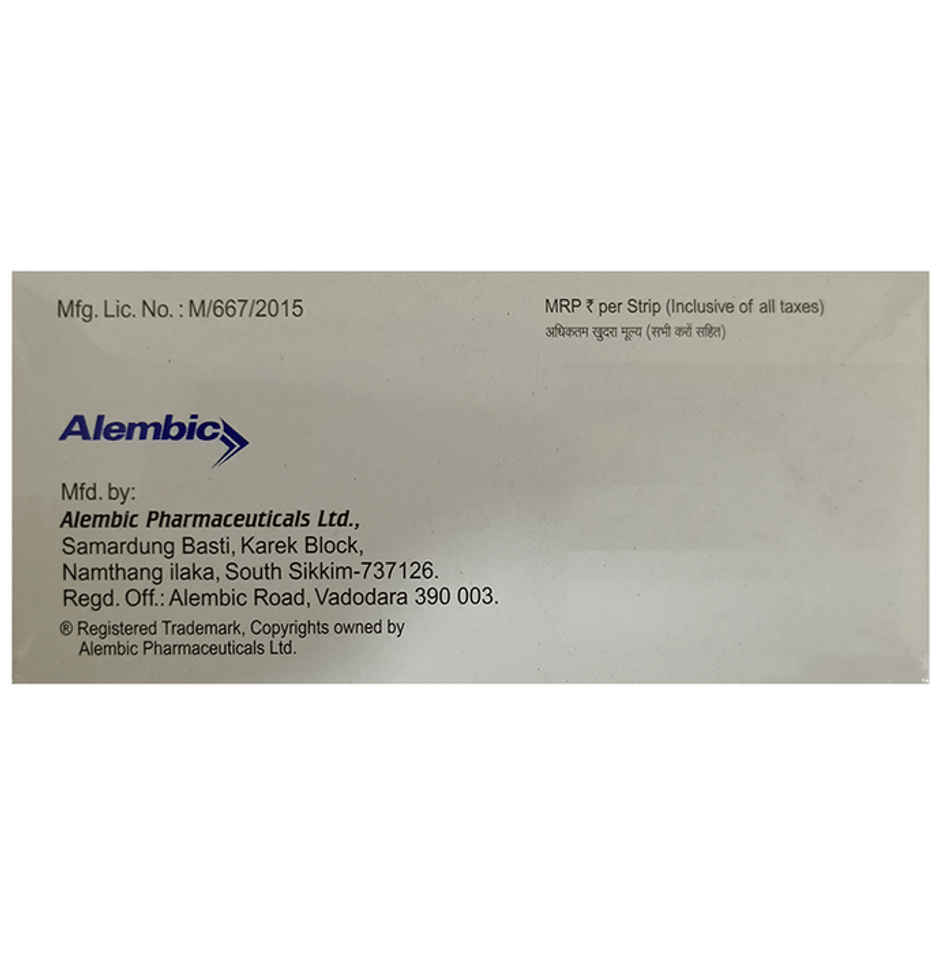 Mfg. Lic. No. : M/667/2015
MRP ₹ per Strip (Inclusive of all taxes)
अधिकतम खुदरा मूल्य (सभी करों सहित)
Alembic
Mfd. by:
Alembic Pharmaceuticals Ltd.,
Samardung Basti, Karek Block,
Namthang ilaka, South Sikkim-737126.
Regd. Off.: Alembic Road, Vadodara 390 003.
® Registered Trademark, Copyrights owned by
Alembic Pharmaceuticals Ltd.